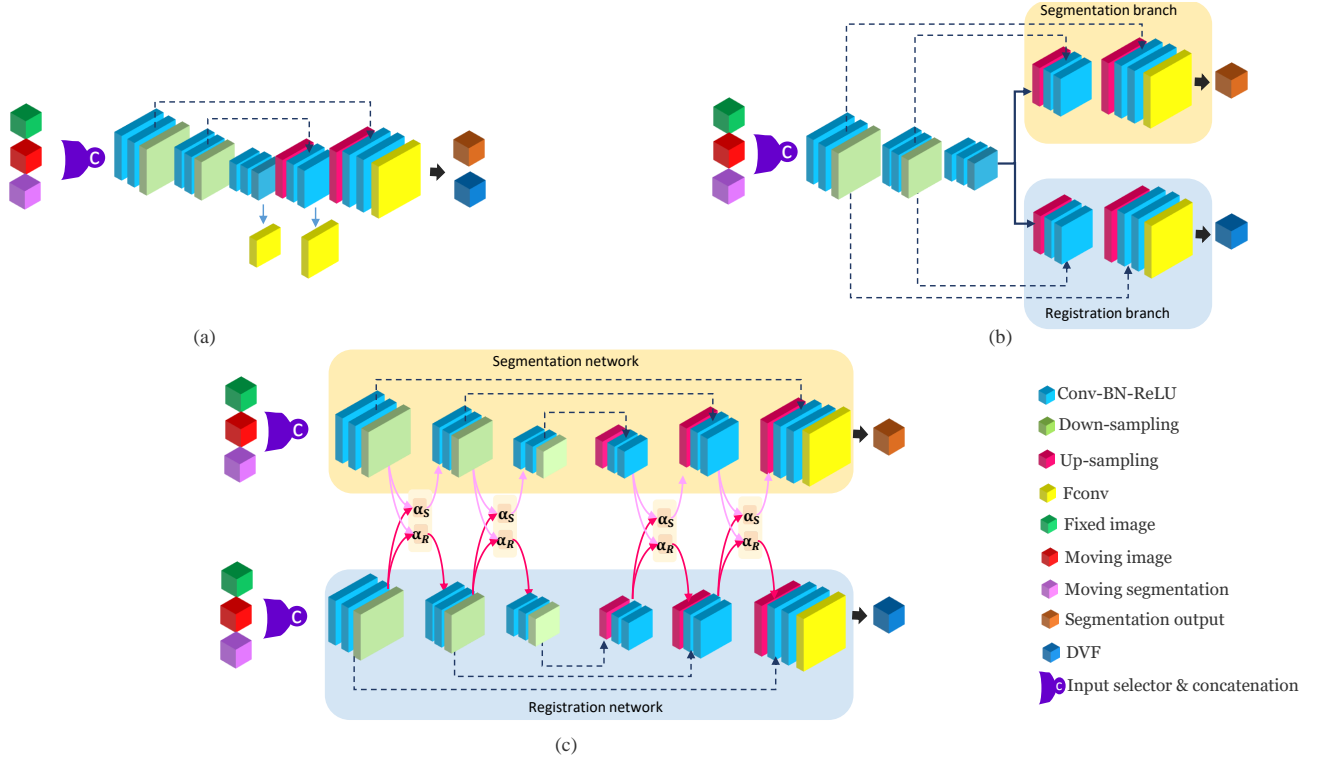 Segmentation branch
C
C
Registration branch
(a)
(b)
Segmentation network
C
αS
αR
αS
αR
αS
αR
αS
αR
C
Registration network
(c)
Conv-BN-ReLU
Down-sampling
Up-sampling
Fconv
Fixed image
Moving image
Moving segmentation
Segmentation output
DVF
C Input selector & concatenation